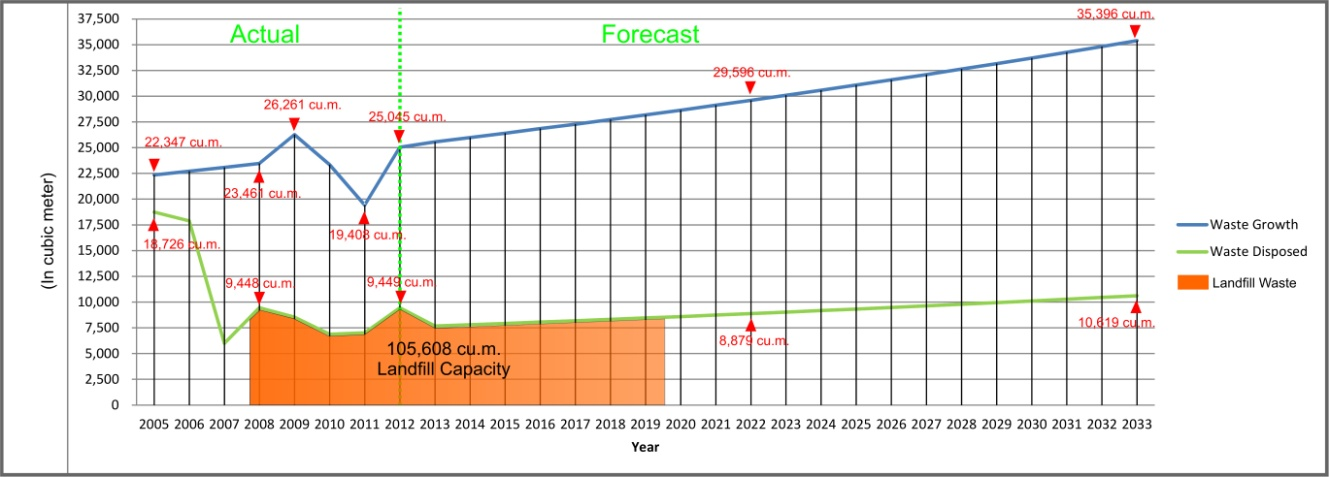 37,500
35,000
32,500
30,000
27,500
25,000
22,500
20,000
17,500
15,000
12,500
10,000
7,500
5,000
2,500
0
(In cubic meter)
Actual
Forecast
35,396 cu.m.
29,596 cu.m.
26,261 cu.m.
25,045 cu.m.
22,347 cu.m.
23,461 cu.m.
19,408 cu.m.
18,726 cu.m.
9,448 cu.m.
9,449 cu.m.
10,619 cu.m.
8,879 cu.m.
105,608 cu.m.
Landfill Capacity
Waste Growth
Waste Disposed
Landfill Waste
2005 2006 2007 2008 2009 2010 2011 2012 2013 2014 2015 2016 2017 2018 2019 2020 2021 2022 2023 2024 2025 2026 2027 2028 2029 2030 2031 2032 2033
Year